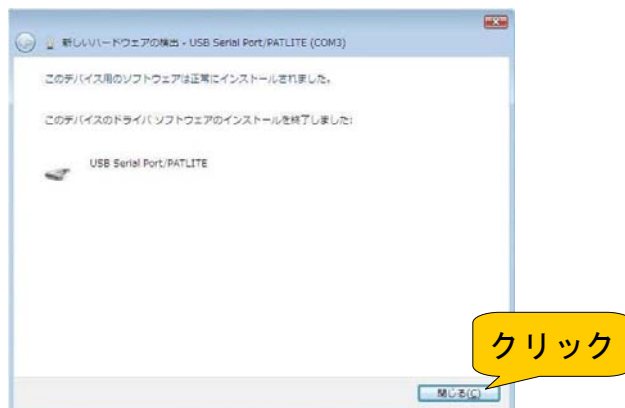 新しいハードウェアの検出 - USB Serial Port/PATLITE (COM3)
このデバイス用のソフトウェアは正常にインストールされました。
このデバイスのドライバ ソフトウェアのインストールを終了しました:
USB Serial Port/PATLITE
クリック
閉じる(C)